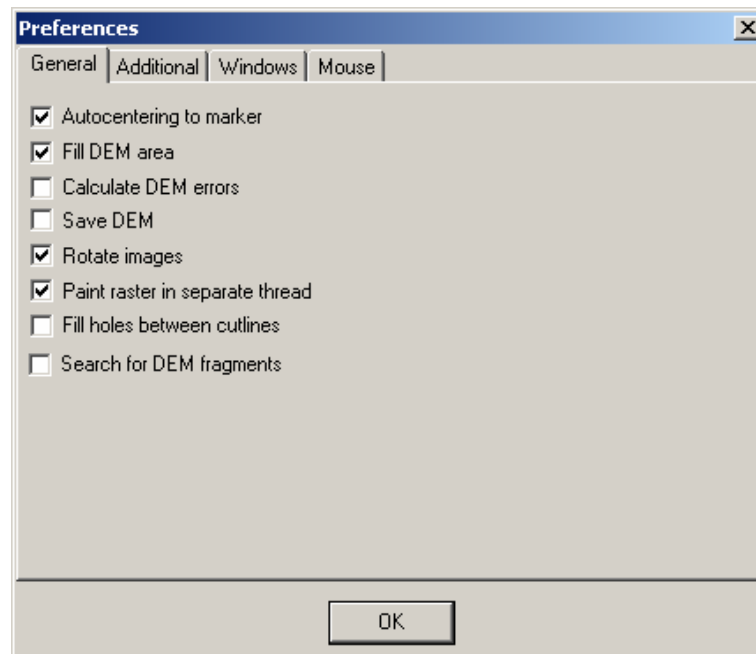 Preferences
General Additional Windows Mouse
Autocentering to marker
Fill DEM area
Calculate DEM errors
Save DEM
Rotate images
Paint raster in separate thread
Fill holes between cutlines
Search for DEM fragments
OK